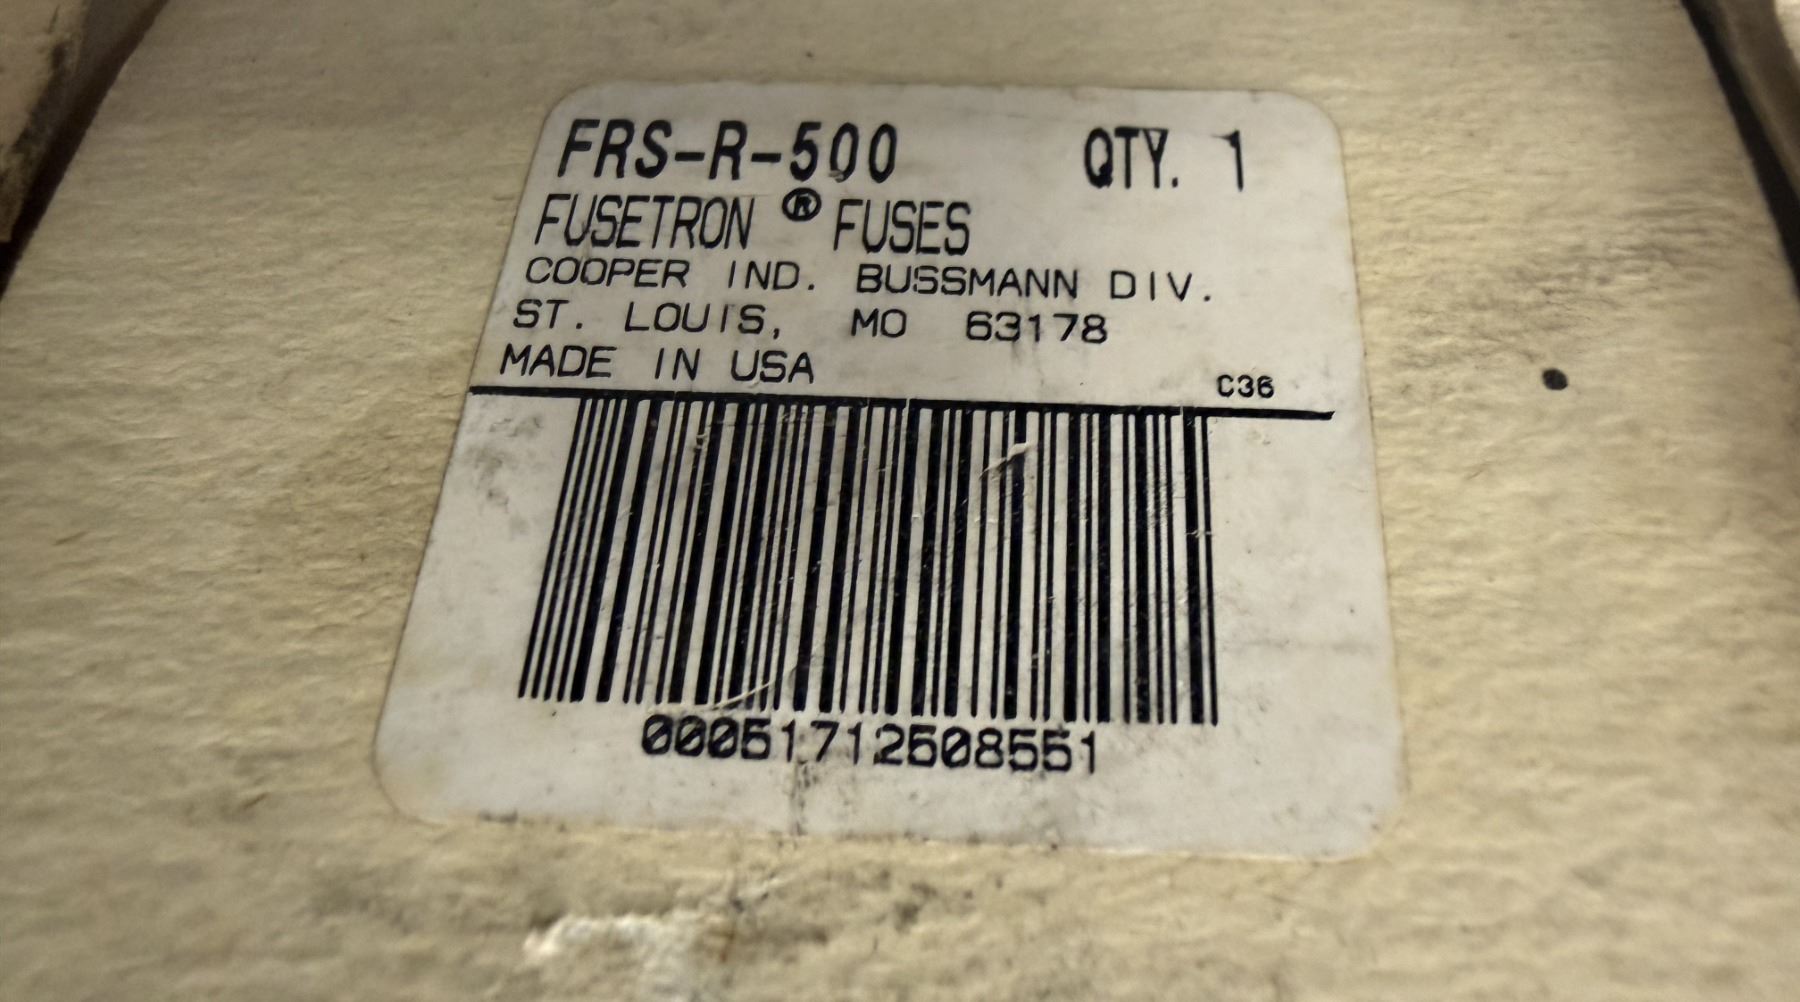 FRS-R-500 QTY. 1
FUSETRON ® FUSES
COOPER IND. BUSSMANN DIV.
ST. LOUIS, MO 63178
MADE IN USA
C36
00051712508551